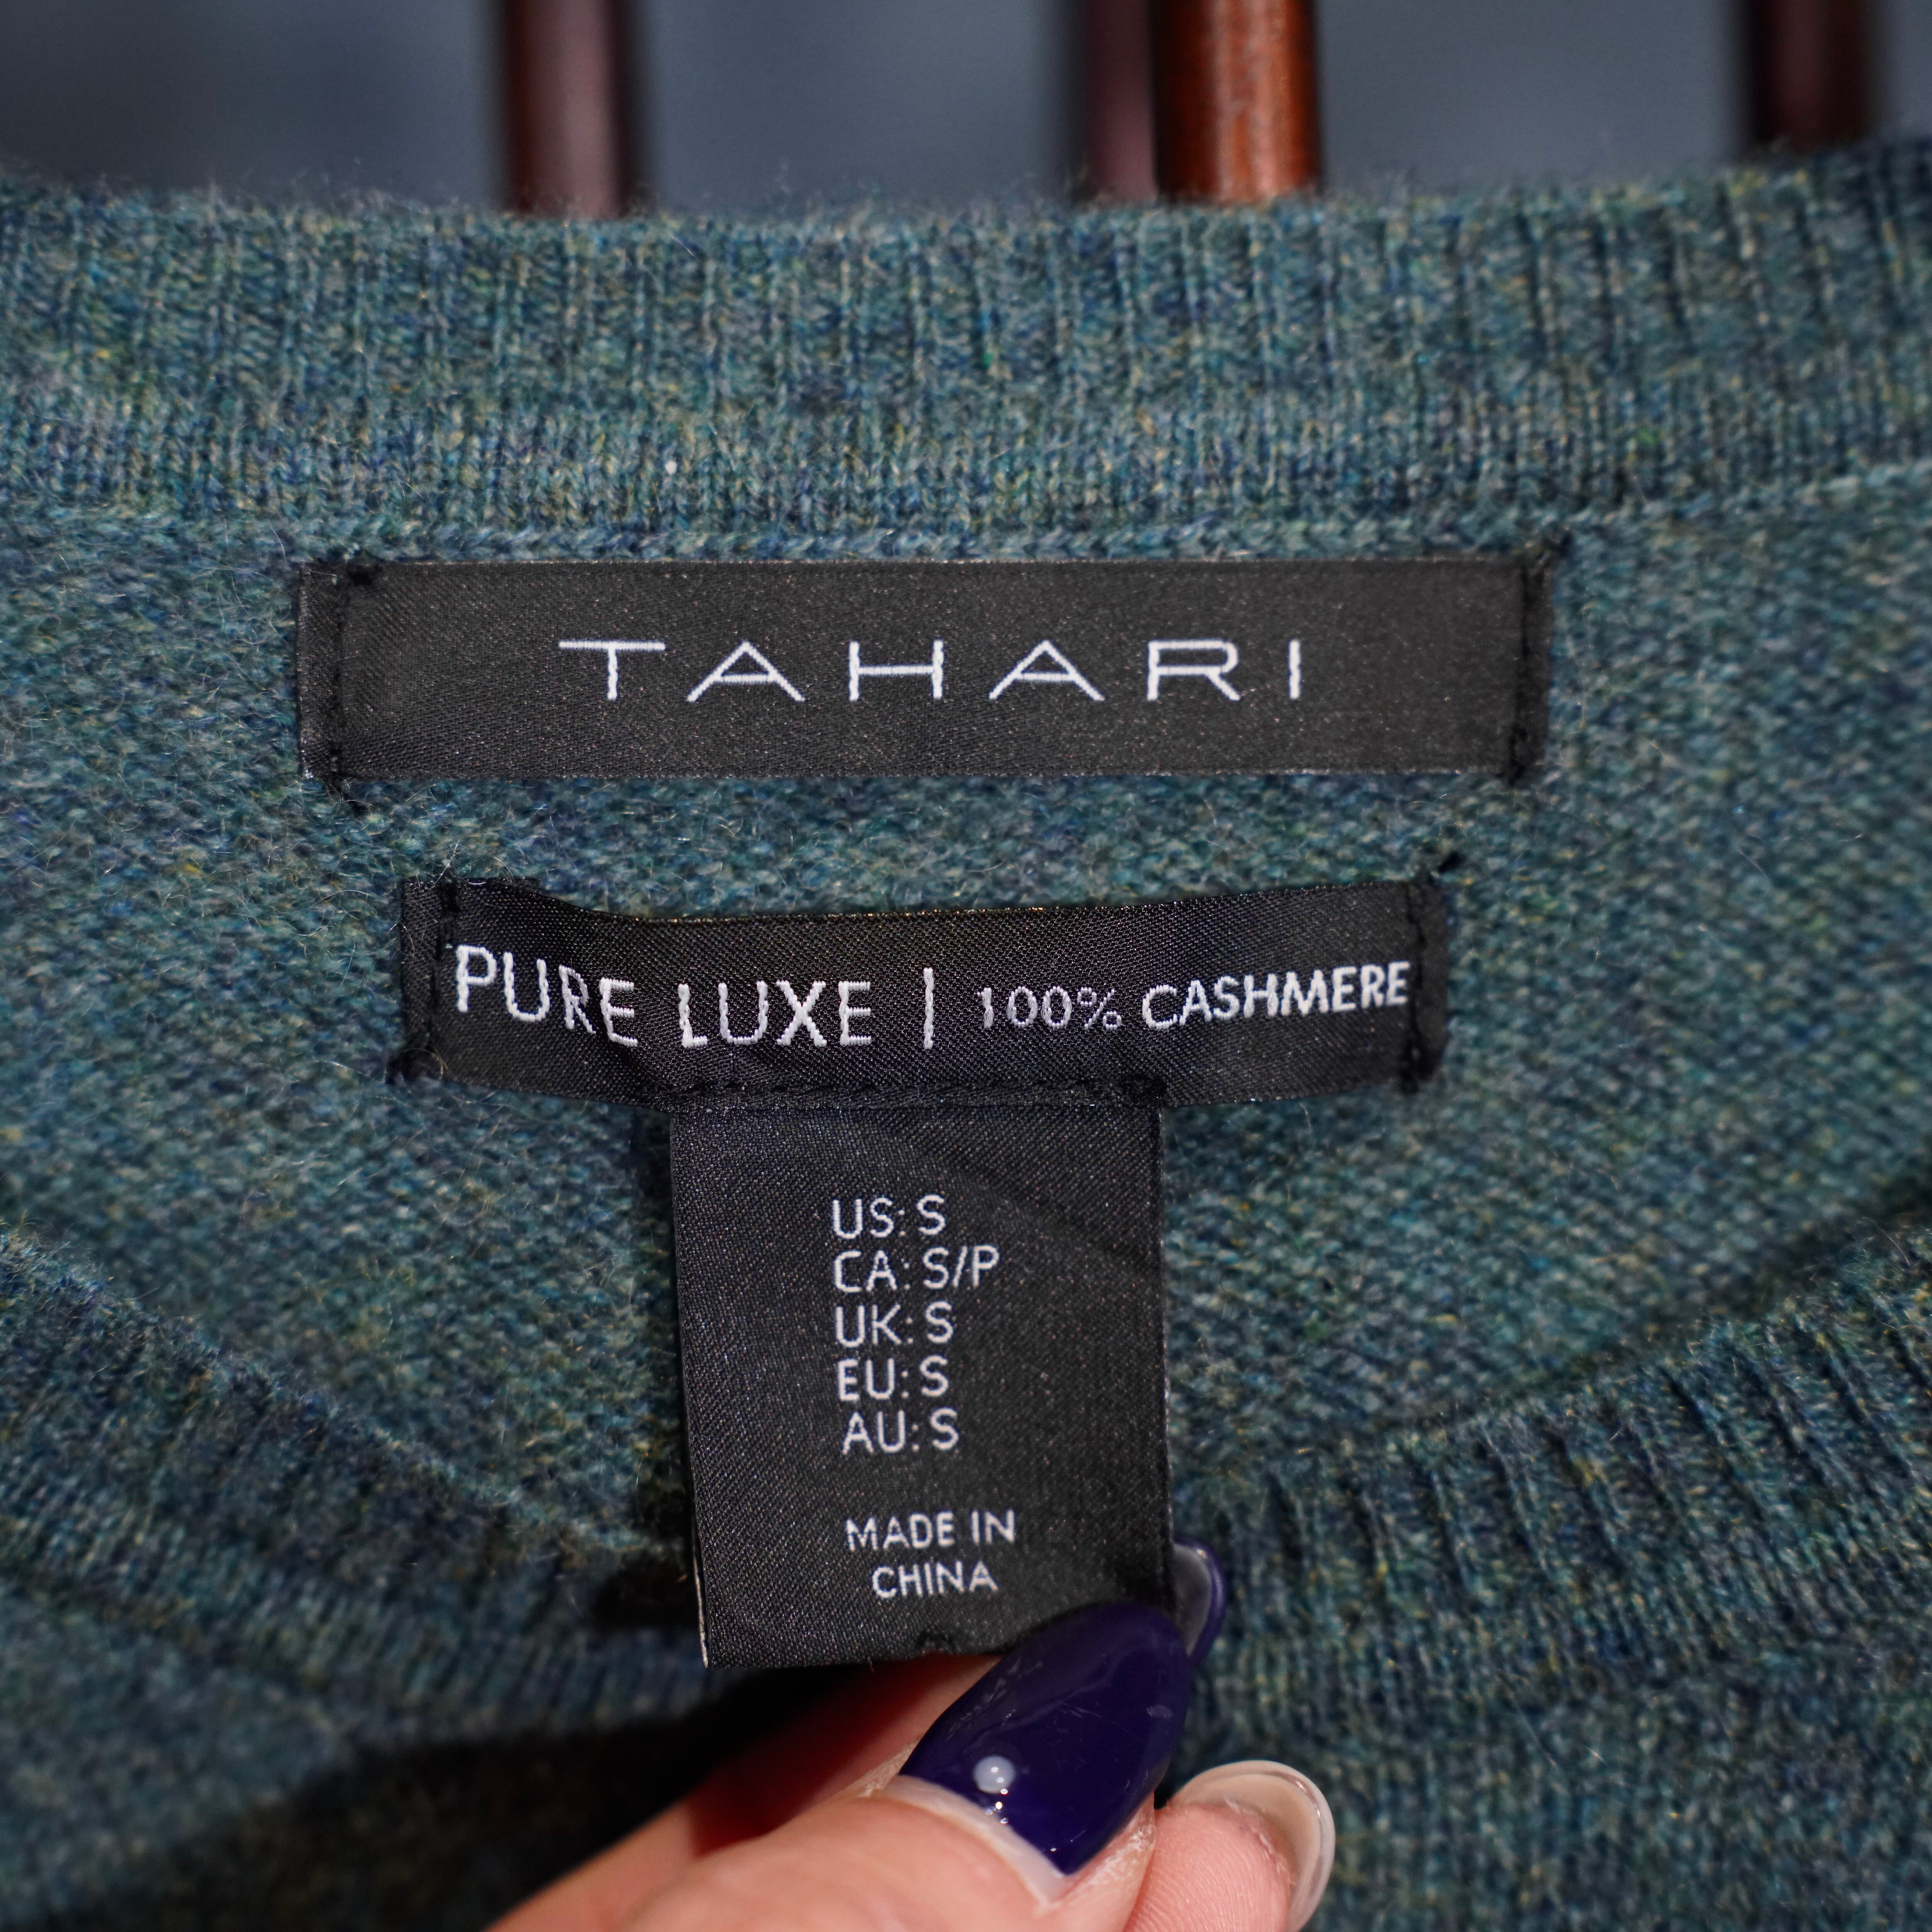 TAHARI
PURE LUXE | 100% CASHMERE
US: S
CA: S/P
UK: S
EU: S
AU: S
MADE IN
CHINA